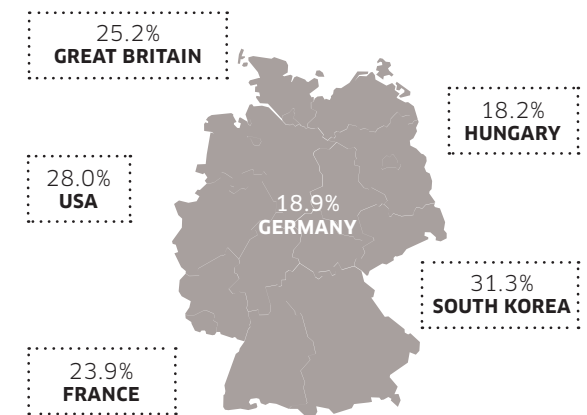 25.2%
GREAT BRITAIN
18.2%
HUNGARY
28.0%
USA
18.9%
GERMANY
31.3%
SOUTH KOREA
23.9%
FRANCE